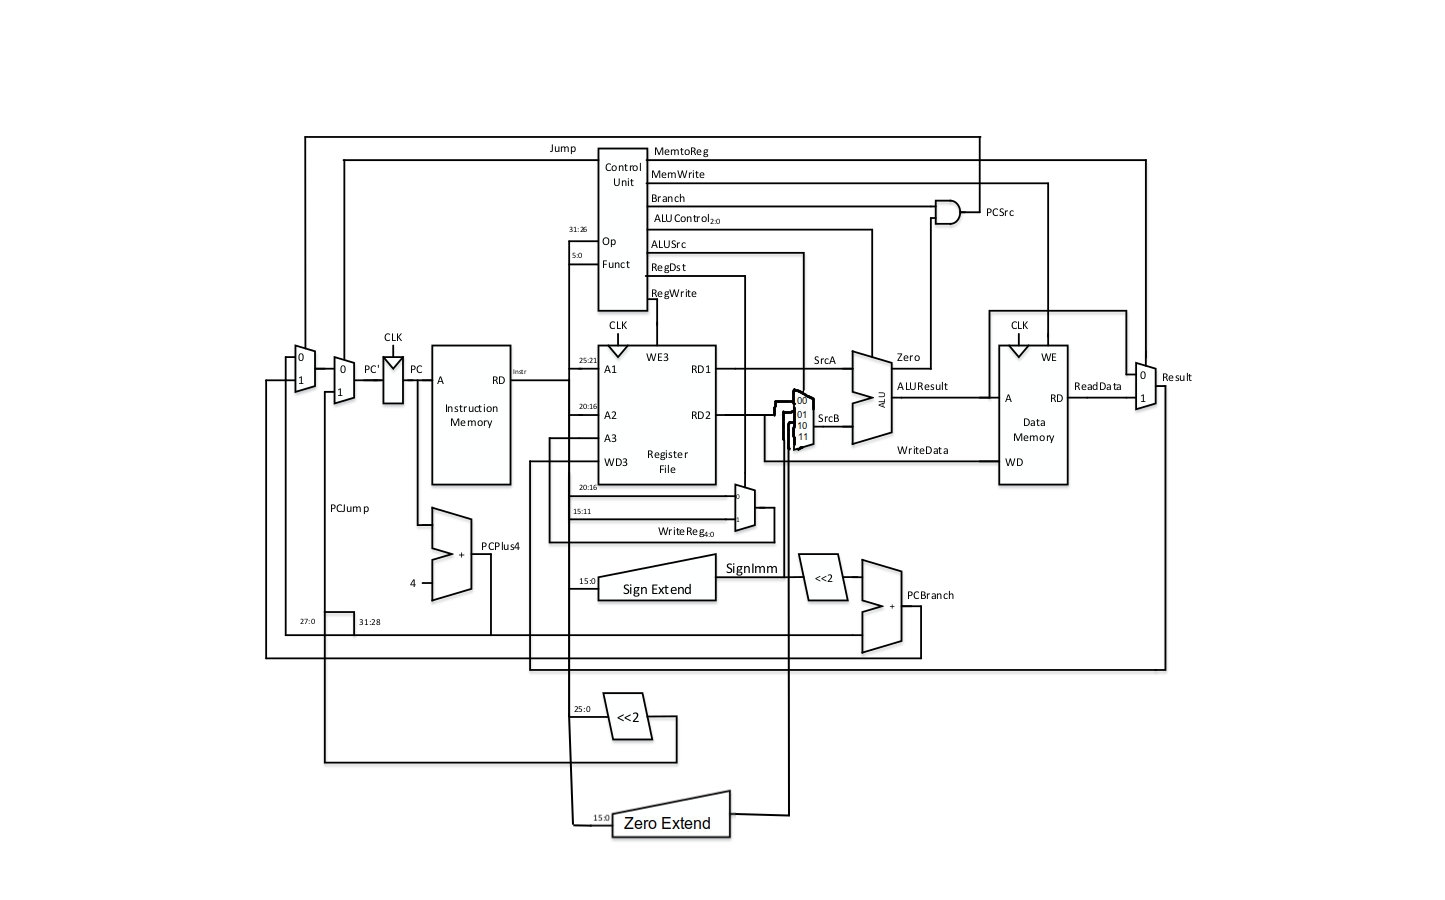 Jump
MemtoReg
Control
Unit
MemWrite
Branch
PCSrc
ALUControl2:0
31:26
Op
ALUSrc
5:0
Funct
RegDst
RegWrite
CLK
CLK
CLK
WE3
WE
0
1
0
1
PC'
PC
A
RD
Instr
Instruction
Memory
25:21
A1
RD1
SrcA
Zero
20:16
A2
RD2
00
01
10
11
SrcB
ALU
ALUResult
A
RD
ReadData
0
1
Result
A3
Data
Memory
WD3
Register
File
WriteData
WD
20:16
0
15:11
1
WriteReg4:0
PCJump
PCPlus4
+
4
15:0
Sign Extend
SignImm
<<2
+
PCBranch
27:0
31:28
25:0
<<2
15:0
Zero Extend